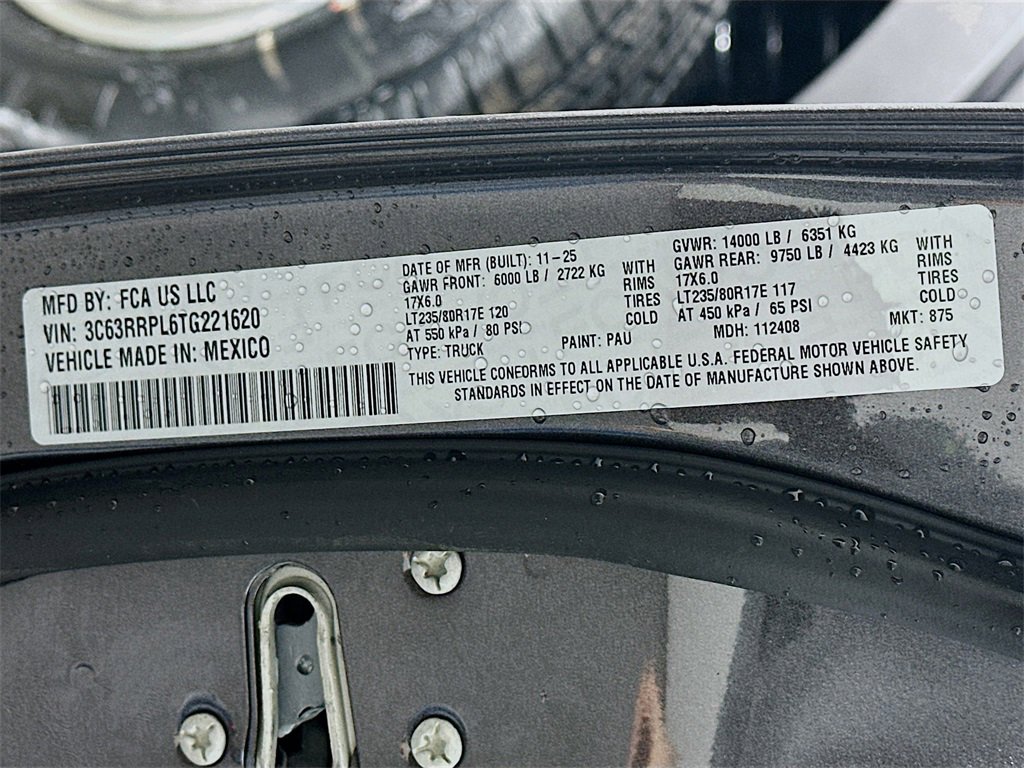 MFD BY: FCA US LLC
VIN: 3C63RRPL6TG221620
VEHICLE MADE IN: MEXICO
DATE OF MFR (BUILT): 11-25
GAWR FRONT: 6000 LB / 2722 KG
17X6.0
LT235/80R17E 120
AT 550 kPa / 80 PSI
WITH
RIMS
TIRES
COLD
TYPE: TRUCK
PAINT: PAU
GVWR: 14000 LB / 6351 KG
GAWR REAR: 9750 LB / 4423 KG
17X6.0
LT235/80R17E 117
AT 450 kPa / 65 PSI
WITH
RIMS
TIRES
COLD
MDH: 112408
MKT: 875
THIS VEHICLE CONFORMS TO ALL APPLICABLE U.S.A. FEDERAL MOTOR VEHICLE SAFETY
STANDARDS IN EFFECT ON THE DATE OF MANUFACTURE SHOWN ABOVE.